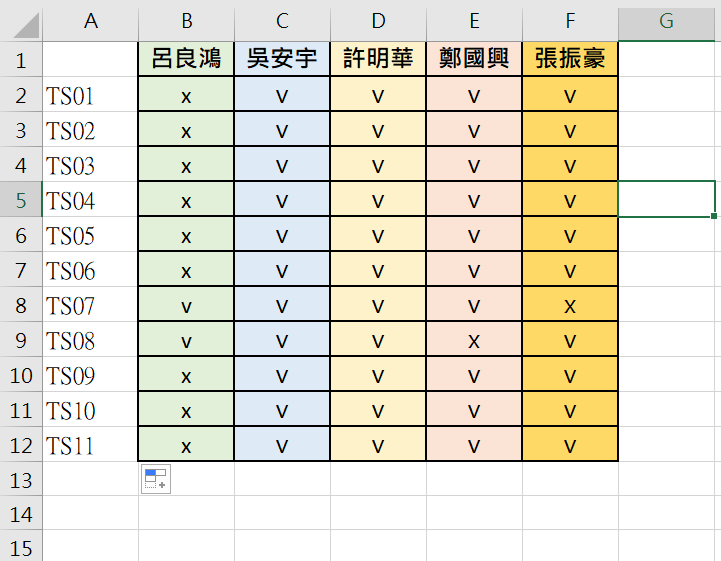 A B C D E F G
1 呂良鴻 吳安宇 許明華 鄭國興 張振豪
2 TS01 x V V V V
3 TS02 x V V V V
4 TS03 x V V V V
5 TS04 x V V V V
6 TS05 x V V V V
7 TS06 x V V V V
8 TS07 v V V V X
9 TS08 v V V X V
10 TS09 x V V V V
11 TS10 x V V V V
12 TS11 x V V V V
13
14
15